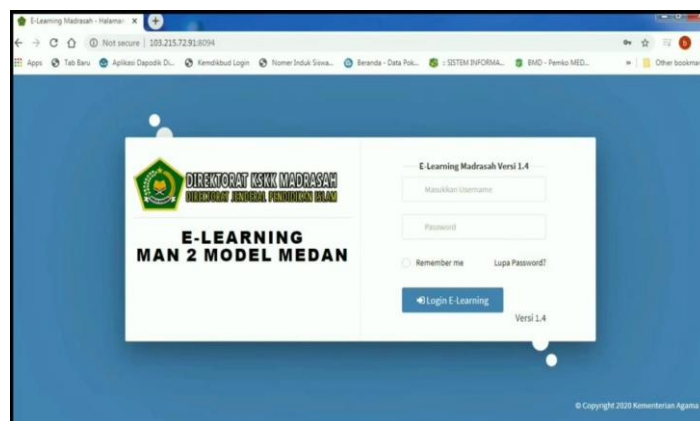 E-Learning Madrasah - Halaman
Not secure | 103.215.72.91:8094
Apps Tab Baru Aplikasi Dapodik Di... Kemdikbud Login Nomer Induk Siswa... Beranda - Data Pok... :: SISTEM INFORMA... BMD - Pemko MED... » Other bookmar
DIREKTORAT KSKK MADRASAH
DIREKTORAT JENDERAL PENDIDIKAN ISLAM
E-LEARNING
MAN 2 MODEL MEDAN
E-Learning Madrasah Versi 1.4
Masukkan Username
Password
Remember me Lupa Password?
Login E-Learning
Versi 1.4
© Copyright 2020 Kementerian Agama